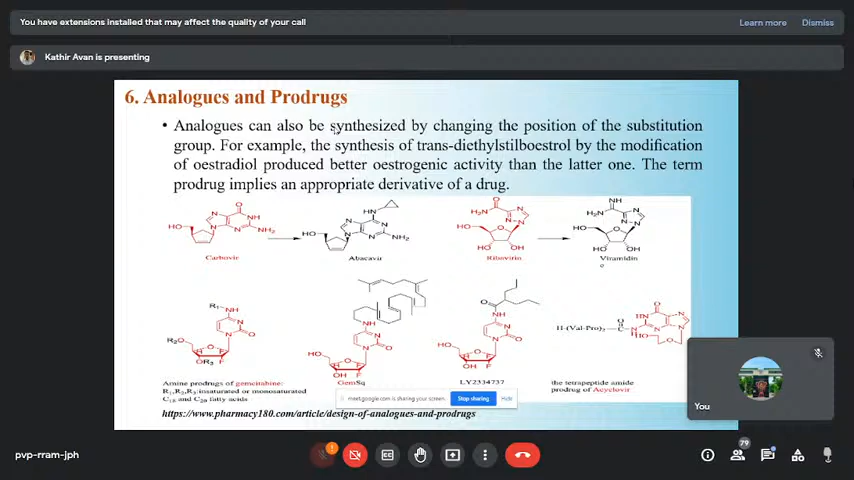 You have extensions installed that may affect the quality of your call
Learn more
Dismiss
Kathir Avan is presenting
6. Analogues and Prodrugs
• Analogues can also be synthesized by changing the position of the substitution
group. For example, the synthesis of trans-diethylstilboestrol by the modification
of oestradiol produced better oestrogenic activity than the latter one. The term
prodrug implies an appropriate derivative of a drug.
Carbovir
Abacavir
Ribovirin
Viramidin
Amine prodrugs of gemcitabine:
R₁,R₂,R₃:insaturated or monosaturated
C₁₈ and C₂₀ fatty acids
GemSq
LY2334737
the tetrapeptide amide
prodrug of Acyclovir
meet.google.com is sharing your screen.
Stop sharing
Hide
https://www.pharmacy180.com/article/design-of-analogues-and-prodrugs
You
pvp-rram-jph
1
79